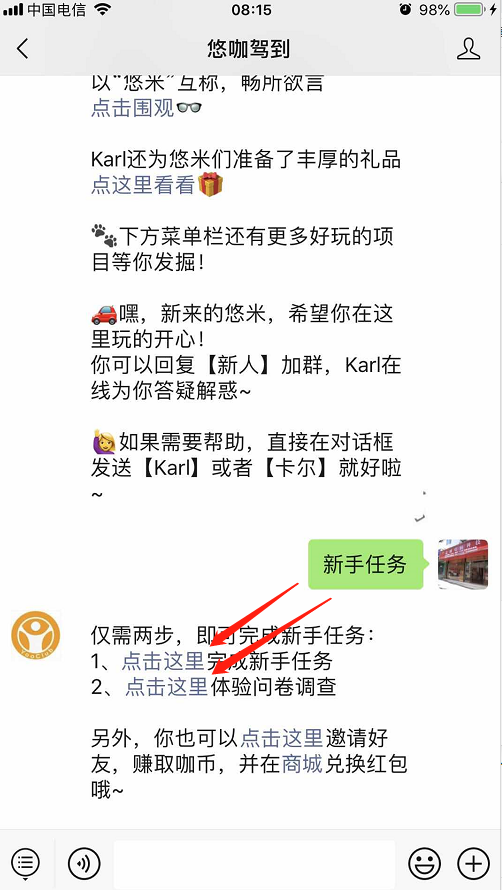 中国电信
08:15
98%
悠咖驾到
以“悠米”互称，畅所欲言
点击围观👓
Karl还为悠米们准备了丰厚的礼品
点这里看看🎁
🐾下方菜单栏还有更多好玩的项
目等你发掘！
🚗嘿，新来的悠米，希望你在这
里玩的开心！
你可以回复【新人】加群，Karl在
线为你答疑解惑~
🙋‍♀️如果需要帮助，直接在对话框
发送【Karl】或者【卡尔】就好啦
~
新手任务
仅需两步，即可完成新手任务：
1、点击这里完成新手任务
2、点击这里体验问卷调查
另外，你也可以点击这里邀请好
友，赚取咖币，并在商城兑换红包
哦~